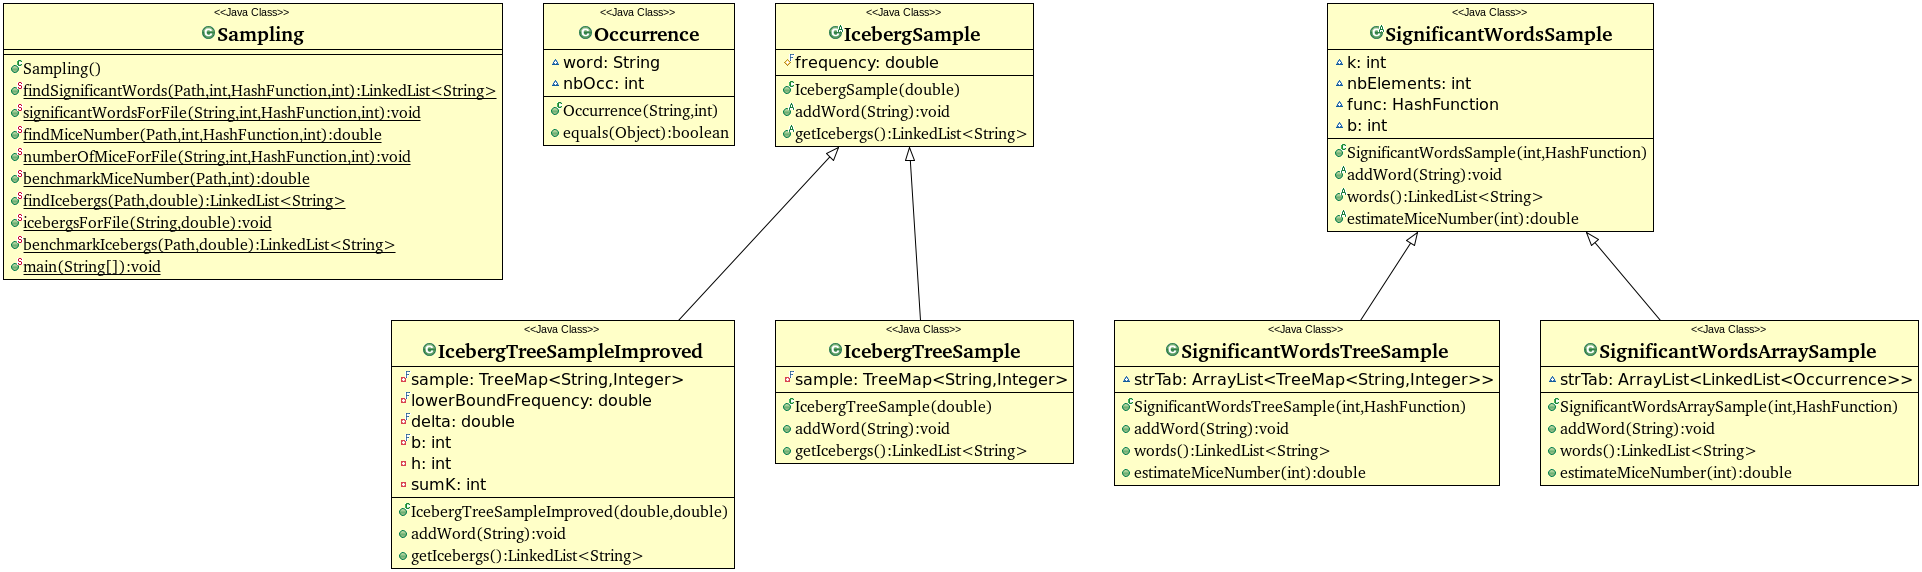 <<Java Class>>
Sampling
Sampling()
findSignificantWords(Path,int,HashFunction,int):LinkedList<String>
significantWordsForFile(String,int,HashFunction,int):void
findMiceNumber(Path,int,HashFunction,int):double
numberOfMiceForFile(String,int,HashFunction,int):void
benchmarkMiceNumber(Path,int):double
findIcebergs(Path,double):LinkedList<String>
icebergsForFile(String,double):void
benchmarkIcebergs(Path,double):LinkedList<String>
main(String[]):void
<<Java Class>>
Occurrence
word: String
nbOcc: int
Occurrence(String,int)
equals(Object):boolean
<<Java Class>>
IcebergSample
frequency: double
IcebergSample(double)
addWord(String):void
getIcebergs():LinkedList<String>
<<Java Class>>
SignificantWordsSample
k: int
nbElements: int
func: HashFunction
b: int
SignificantWordsSample(int,HashFunction)
addWord(String):void
words():LinkedList<String>
estimateMiceNumber(int):double
<<Java Class>>
IcebergTreeSampleImproved
sample: TreeMap<String,Integer>
lowerBoundFrequency: double
delta: double
b: int
h: int
sumK: int
IcebergTreeSampleImproved(double,double)
addWord(String):void
getIcebergs():LinkedList<String>
<<Java Class>>
IcebergTreeSample
sample: TreeMap<String,Integer>
IcebergTreeSample(double)
addWord(String):void
getIcebergs():LinkedList<String>
<<Java Class>>
SignificantWordsTreeSample
strTab: ArrayList<TreeMap<String,Integer>>
SignificantWordsTreeSample(int,HashFunction)
addWord(String):void
words():LinkedList<String>
estimateMiceNumber(int):double
<<Java Class>>
SignificantWordsArraySample
strTab: ArrayList<LinkedList<Occurrence>>
SignificantWordsArraySample(int,HashFunction)
addWord(String):void
words():LinkedList<String>
estimateMiceNumber(int):double